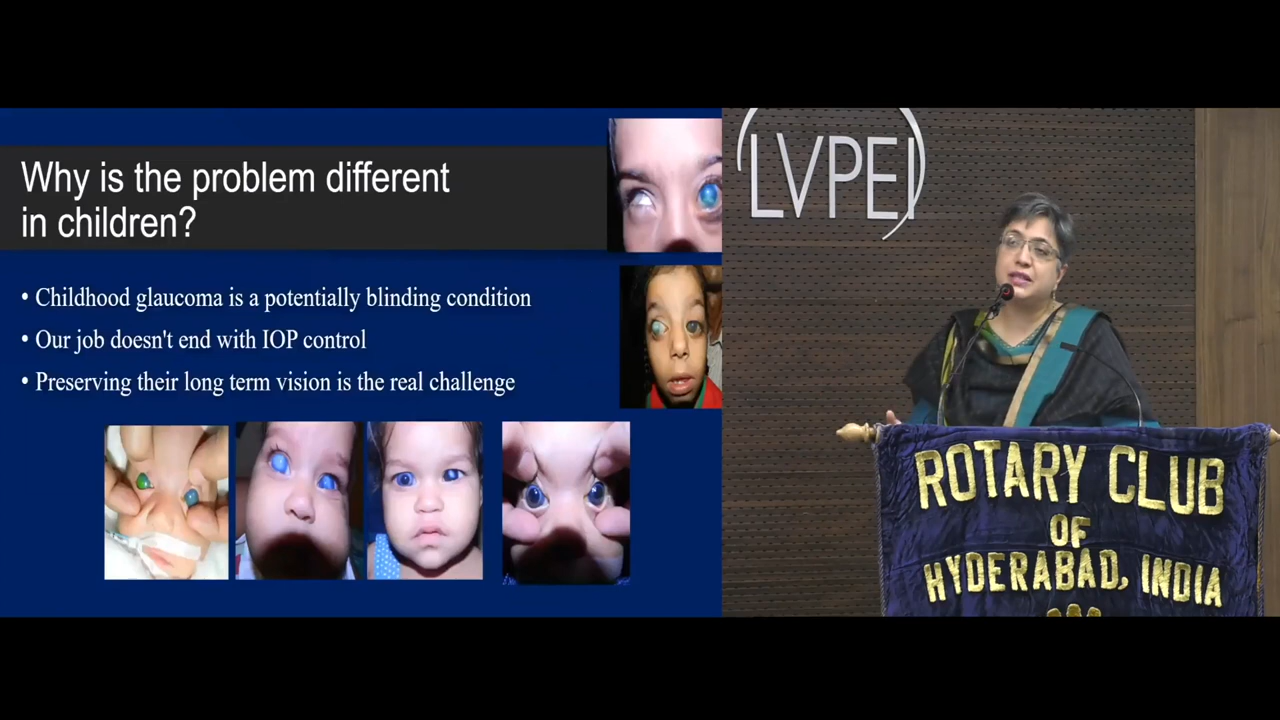 Why is the problem different
in children?
• Childhood glaucoma is a potentially blinding condition
• Our job doesn't end with IOP control
• Preserving their long term vision is the real challenge
LVPEI
ROTARY CLUB
OF
HYDERABAD, INDIA